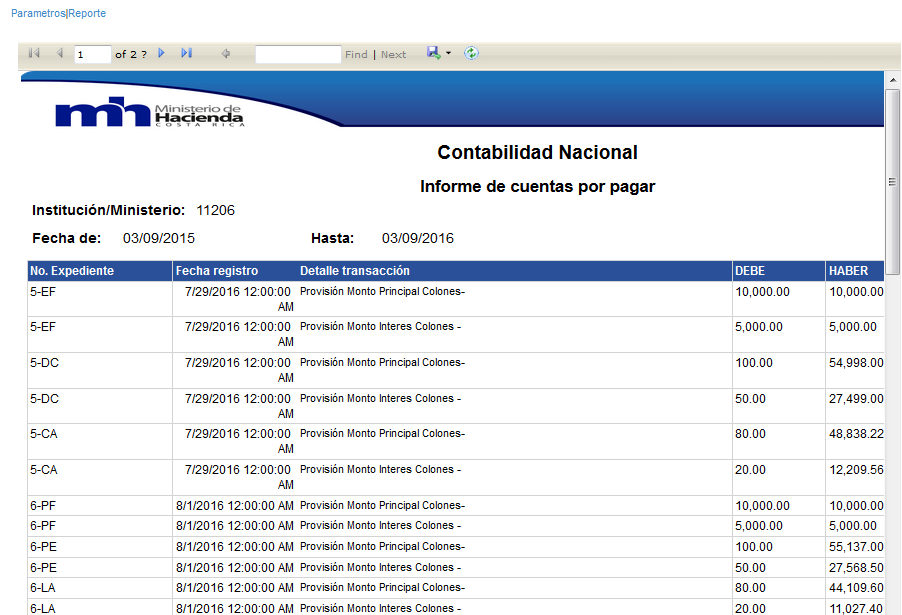 Parametros|Reporte
1 of 2 ? Find | Next
mh Ministerio de
Hacienda
COSTA RICA
Contabilidad Nacional
Informe de cuentas por pagar
Institución/Ministerio: 11206
Fecha de: 03/09/2015 Hasta: 03/09/2016
No. Expediente Fecha registro Detalle transacción DEBE HABER
5-EF 7/29/2016 12:00:00 Provisión Monto Principal Colones- 10,000.00 10,000.00
AM
5-EF 7/29/2016 12:00:00 Provisión Monto Interes Colones - 5,000.00 5,000.00
AM
5-DC 7/29/2016 12:00:00 Provisión Monto Principal Colones- 100.00 54,998.00
AM
5-DC 7/29/2016 12:00:00 Provisión Monto Interes Colones - 50.00 27,499.00
AM
5-CA 7/29/2016 12:00:00 Provisión Monto Principal Colones- 80.00 48,838.22
AM
5-CA 7/29/2016 12:00:00 Provisión Monto Interes Colones - 20.00 12,209.56
AM
6-PF 8/1/2016 12:00:00 AM Provisión Monto Principal Colones- 10,000.00 10,000.00
6-PF 8/1/2016 12:00:00 AM Provisión Monto Interes Colones - 5,000.00 5,000.00
6-PE 8/1/2016 12:00:00 AM Provisión Monto Principal Colones- 100.00 55,137.00
6-PE 8/1/2016 12:00:00 AM Provisión Monto Interes Colones - 50.00 27,568.50
6-LA 8/1/2016 12:00:00 AM Provisión Monto Principal Colones- 80.00 44,109.60
6-LA 8/1/2016 12:00:00 AM Provisión Monto Interes Colones - 20.00 11,027.40